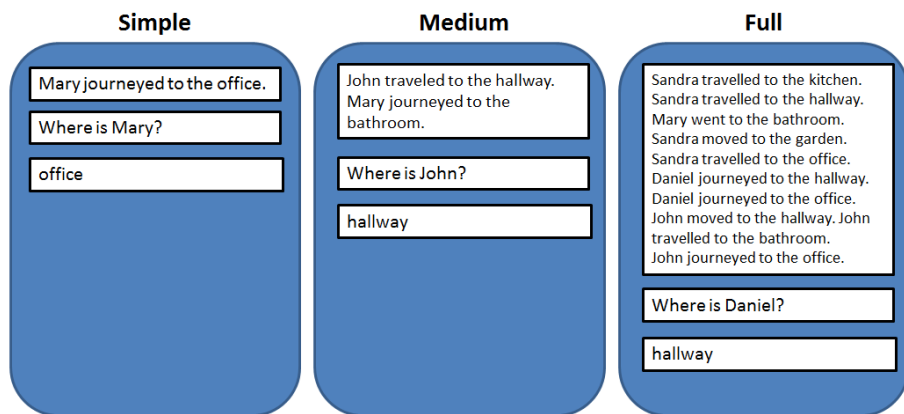 Simple
Mary journeyed to the office.
Where is Mary?
office
Medium
John traveled to the hallway.
Mary journeyed to the
bathroom.
Where is John?
hallway
Full
Sandra travelled to the kitchen.
Sandra travelled to the hallway.
Mary went to the bathroom.
Sandra moved to the garden.
Sandra travelled to the office.
Daniel journeyed to the hallway.
Daniel journeyed to the office.
John moved to the hallway. John
travelled to the bathroom.
John journeyed to the office.
Where is Daniel?
hallway